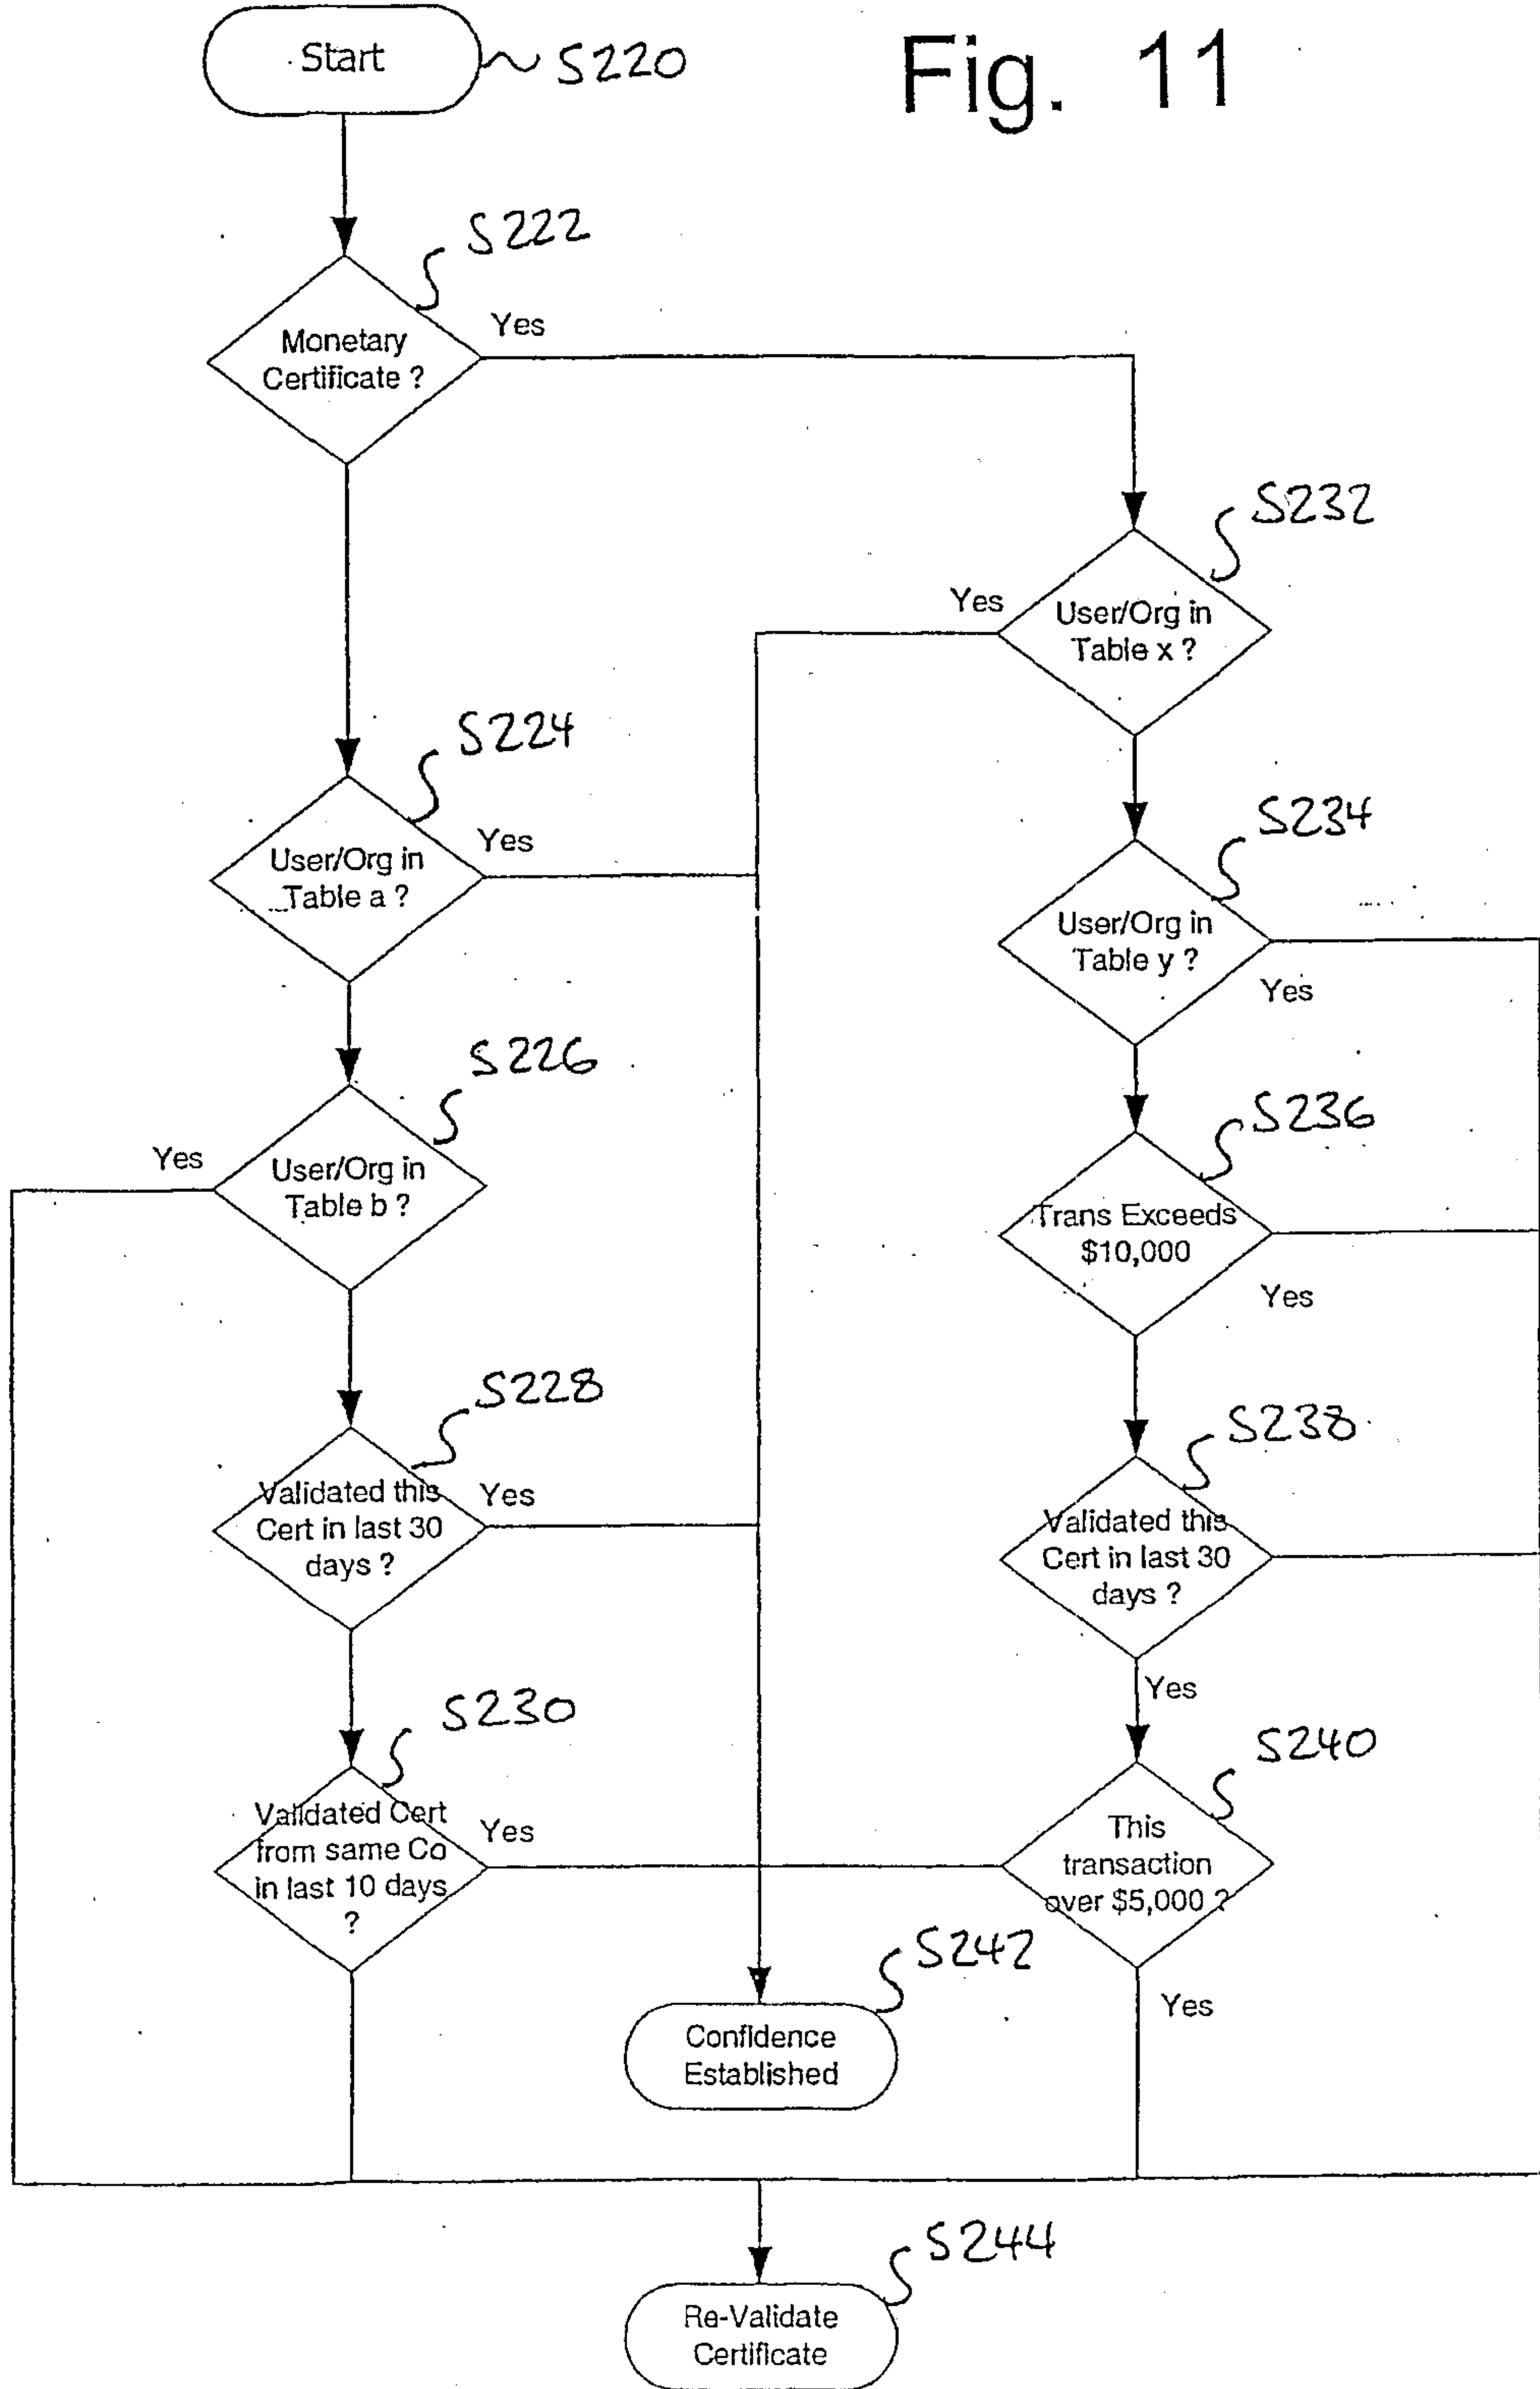 Fig. 11
Start
S220
S222
Monetary
Certificate ?
Yes
S232
User/Org in
Table x ?
Yes
S224
User/Org in
Table a ?
Yes
S234
User/Org in
Table y ?
Yes
S226
User/Org in
Table b ?
Yes
S236
Trans Exceeds
$10,000
Yes
S228
Validated this
Cert in last 30
days ?
Yes
S238
Validated this
Cert in last 30
days ?
Yes
S230
Validated Cert
from same Co
in last 10 days
?
Yes
S240
This
transaction
over $5,000 ?
Yes
S242
Confidence
Established
S244
Re-Validate
Certificate